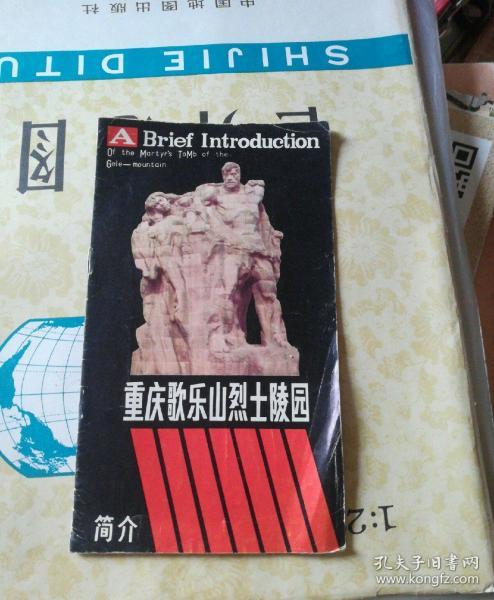 中国地图出版社
SHIJIE DITU
图
A Brief Introduction
Of the Martyr's ToMb of the
Gele—mountain
重庆歌乐山烈士陵园
简介
1:2
孔夫子旧书网
www.kongfz.com